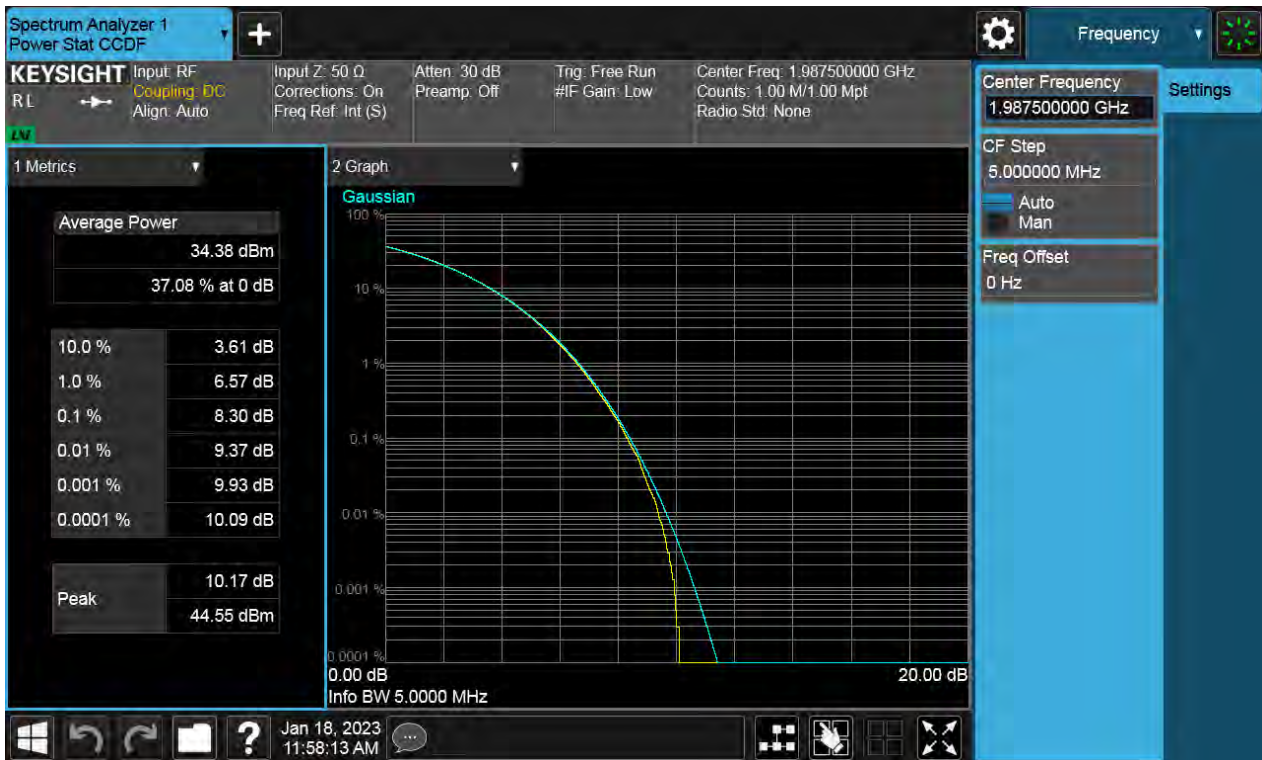 Spectrum Analyzer 1
Power Stat CCDF
Frequency
KEYSIGHT
R L
Input: RF
Coupling: DC
Align: Auto
Input Z: 50 Ω
Corrections: On
Freq Ref: Int (S)
Atten: 30 dB
Preamp: Off
Trig: Free Run
#IF Gain: Low
Center Freq: 1.987500000 GHz
Counts: 1.00 M/1.00 Mpt
Radio Std: None
1 Metrics
Average Power
34.38 dBm
37.08 % at 0 dB
10.0 % 3.61 dB
1.0 % 6.57 dB
0.1 % 8.30 dB
0.01 % 9.37 dB
0.001 % 9.93 dB
0.0001 % 10.09 dB
Peak
10.17 dB
44.55 dBm
2 Graph
Gaussian
100 %
10 %
1 %
0.1 %
0.01 %
0.001 %
0.0001 %
0.00 dB 20.00 dB
Info BW 5.0000 MHz
Center Frequency
1.987500000 GHz
CF Step
5.000000 MHz
Auto
Man
Freq Offset
0 Hz
Settings
?
Jan 18, 2023
11:58:13 AM